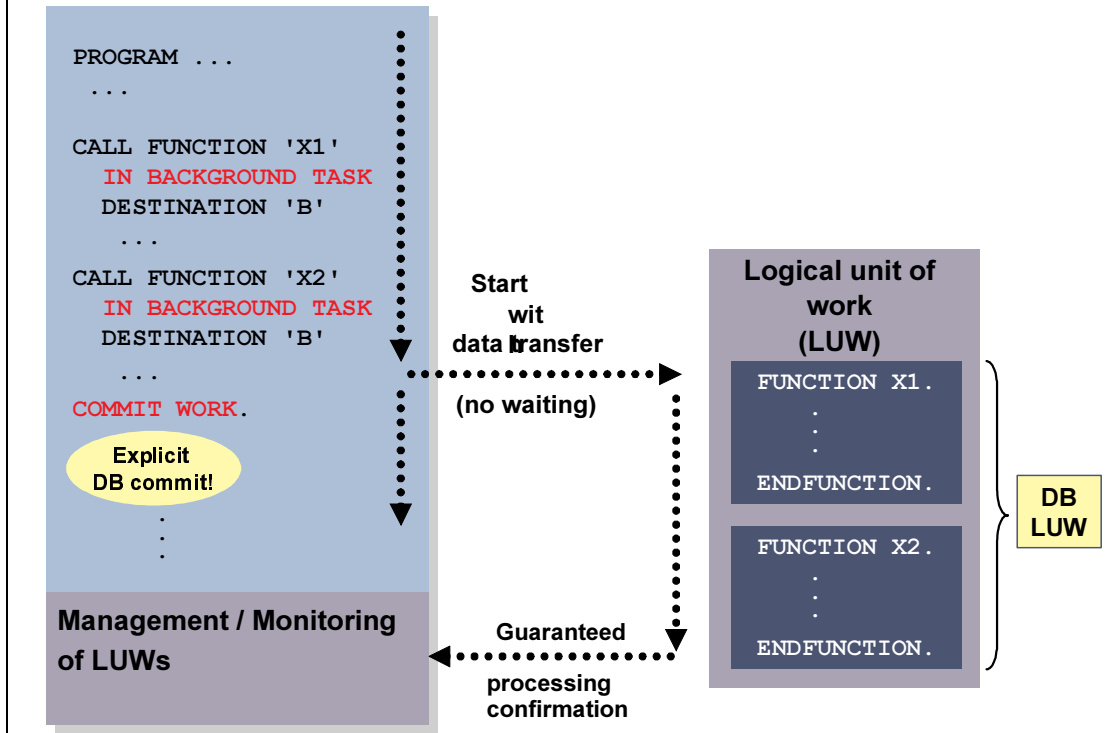 PROGRAM ...
...
CALL FUNCTION 'X1'
IN BACKGROUND TASK
DESTINATION 'B'
...
CALL FUNCTION 'X2'
IN BACKGROUND TASK
DESTINATION 'B'
...
COMMIT WORK.
Explicit
DB commit!
.
.
.
Management / Monitoring
of LUWs
Start
wit
data transfer
(no waiting)
Guaranteed
processing
confirmation
Logical unit of
work
(LUW)
FUNCTION X1.
.
.
.
ENDFUNCTION.
FUNCTION X2.
.
.
.
ENDFUNCTION.
DB
LUW